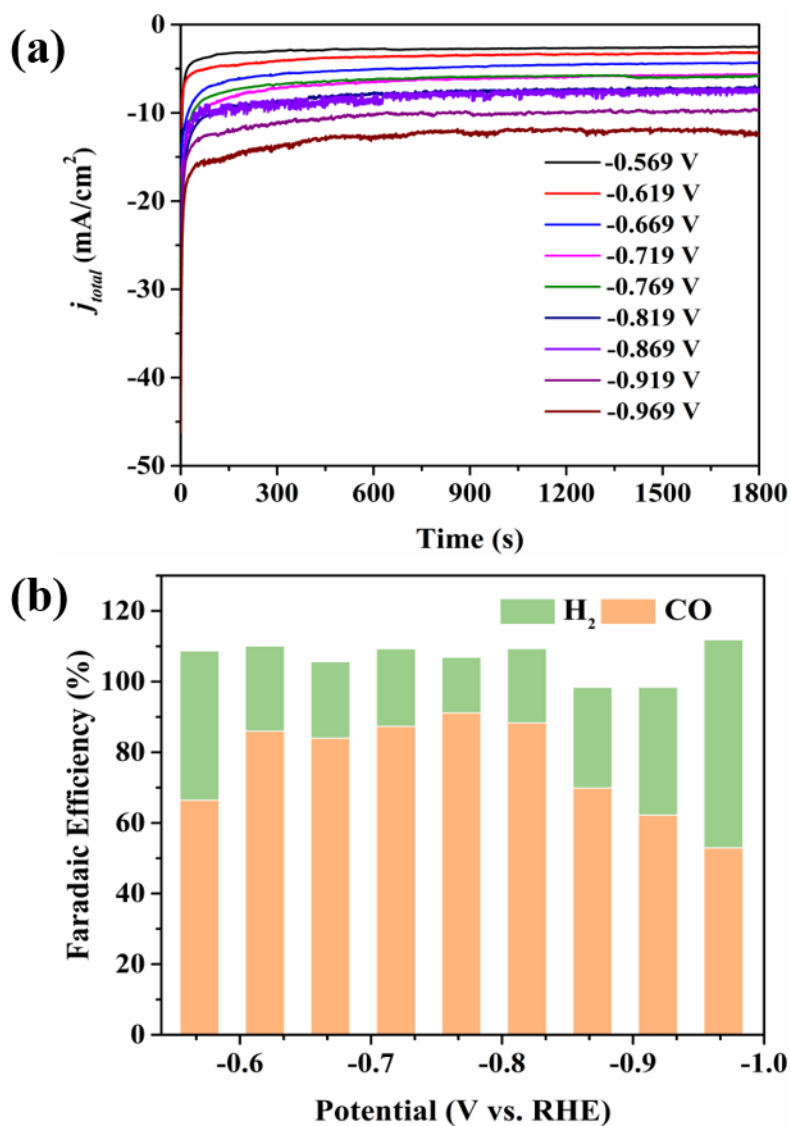 (a)
0
-10
-20
-30
-40
-50
j total (mA/cm²)
-0.569 V
-0.619 V
-0.669 V
-0.719 V
-0.769 V
-0.819 V
-0.869 V
-0.919 V
-0.969 V
0 300 600 900 1200 1500 1800
Time (s)
(b)
H₂ CO
120
100
80
60
40
20
0
Faradaic Efficiency (%)
-0.6 -0.7 -0.8 -0.9 -1.0
Potential (V vs. RHE)